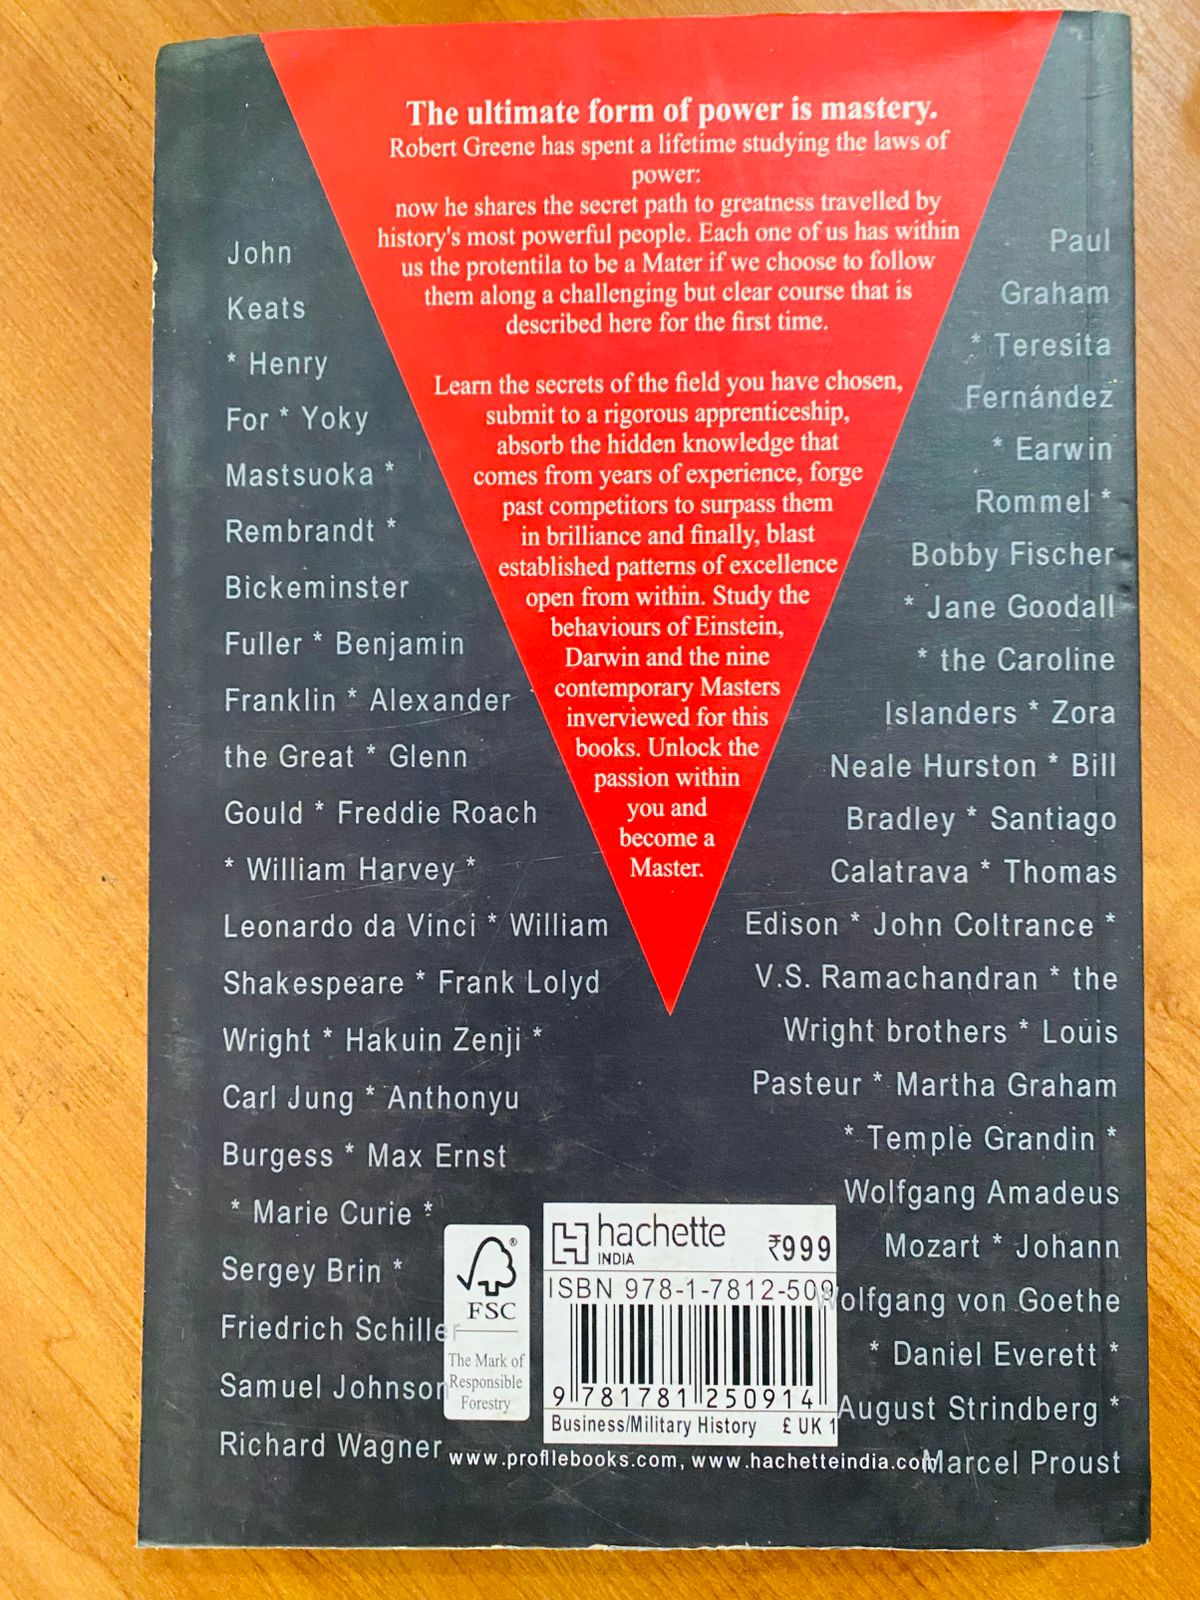 The ultimate form of power is mastery.
Robert Greene has spent a lifetime studying the laws of
power:
now he shares the secret path to greatness travelled by
history's most powerful people. Each one of us has within
us the protentila to be a Mater if we choose to follow
them along a challenging but clear course that is
described here for the first time.
Learn the secrets of the field you have chosen,
submit to a rigorous apprenticeship,
absorb the hidden knowledge that
comes from years of experience, forge
past competitors to surpass them
in brilliance and finally, blast
established patterns of excellence
open from within. Study the
behaviours of Einstein,
Darwin and the nine
contemporary Masters
inverviewed for this
books. Unlock the
passion within
you and
become a
Master.
John
Keats
* Henry
For * Yoky
Mastsuoka *
Rembrandt *
Bickeminster
Fuller * Benjamin
Franklin * Alexander
the Great * Glenn
Gould * Freddie Roach
* William Harvey *
Leonardo da Vinci * William
Shakespeare * Frank Lolyd
Wright * Hakuin Zenji *
Carl Jung * Anthonyu
Burgess * Max Ernst
* Marie Curie *
Sergey Brin *
Friedrich Schiller
Samuel Johnson
Richard Wagner
Paul
Graham
* Teresita
Fernández
* Earwin
Rommel *
Bobby Fischer
* Jane Goodall
* the Caroline
Islanders * Zora
Neale Hurston * Bill
Bradley * Santiago
Calatrava * Thomas
Edison * John Coltrance *
V.S. Ramachandran * the
Wright brothers * Louis
Pasteur * Martha Graham
* Temple Grandin *
Wolfgang Amadeus
Mozart * Johann
Wolfgang von Goethe
* Daniel Everett *
August Strindberg *
Marcel Proust
FSC
The Mark of
Responsible
Forestry
hachette
INDIA
₹999
ISBN 978-1-7812-509
9 781781 250914
Business/Military History £ UK 1
www.profilebooks.com, www.hachetteindia.com